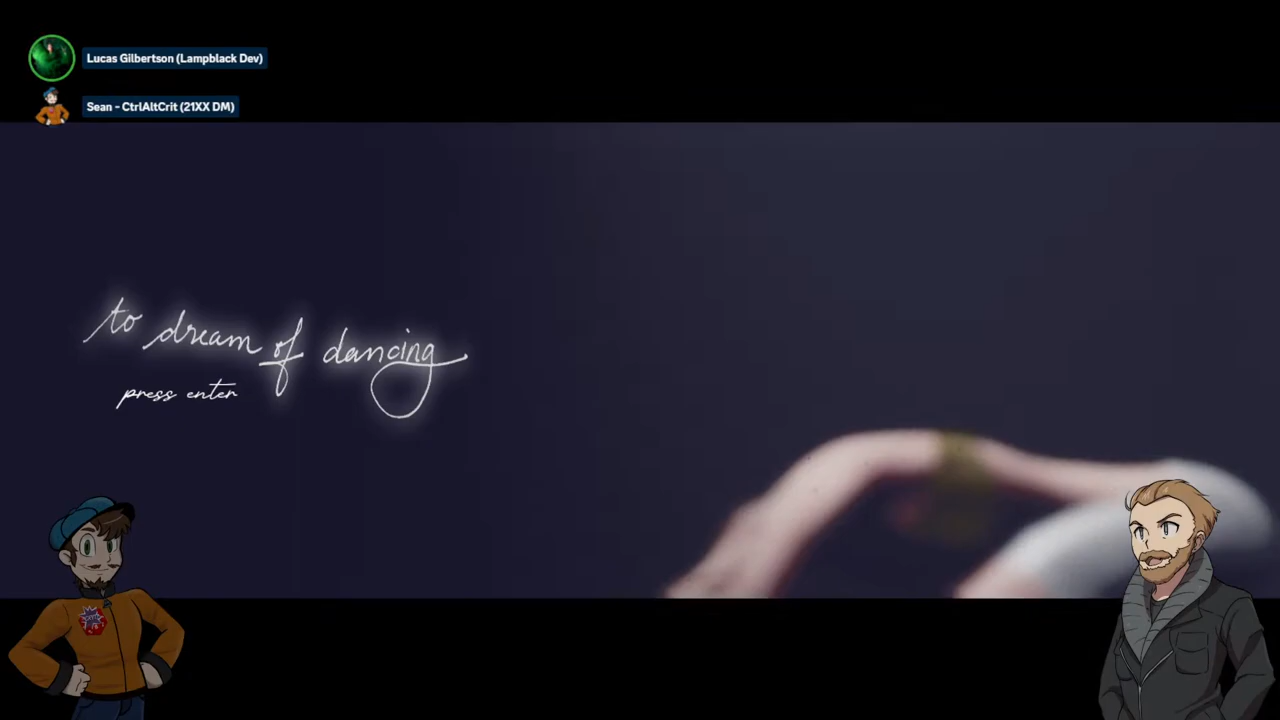 Lucas Gilbertson (Lampblack Dev)
Sean - CtrlAltCrit (21XX DM)
to dream of dancing
press enter